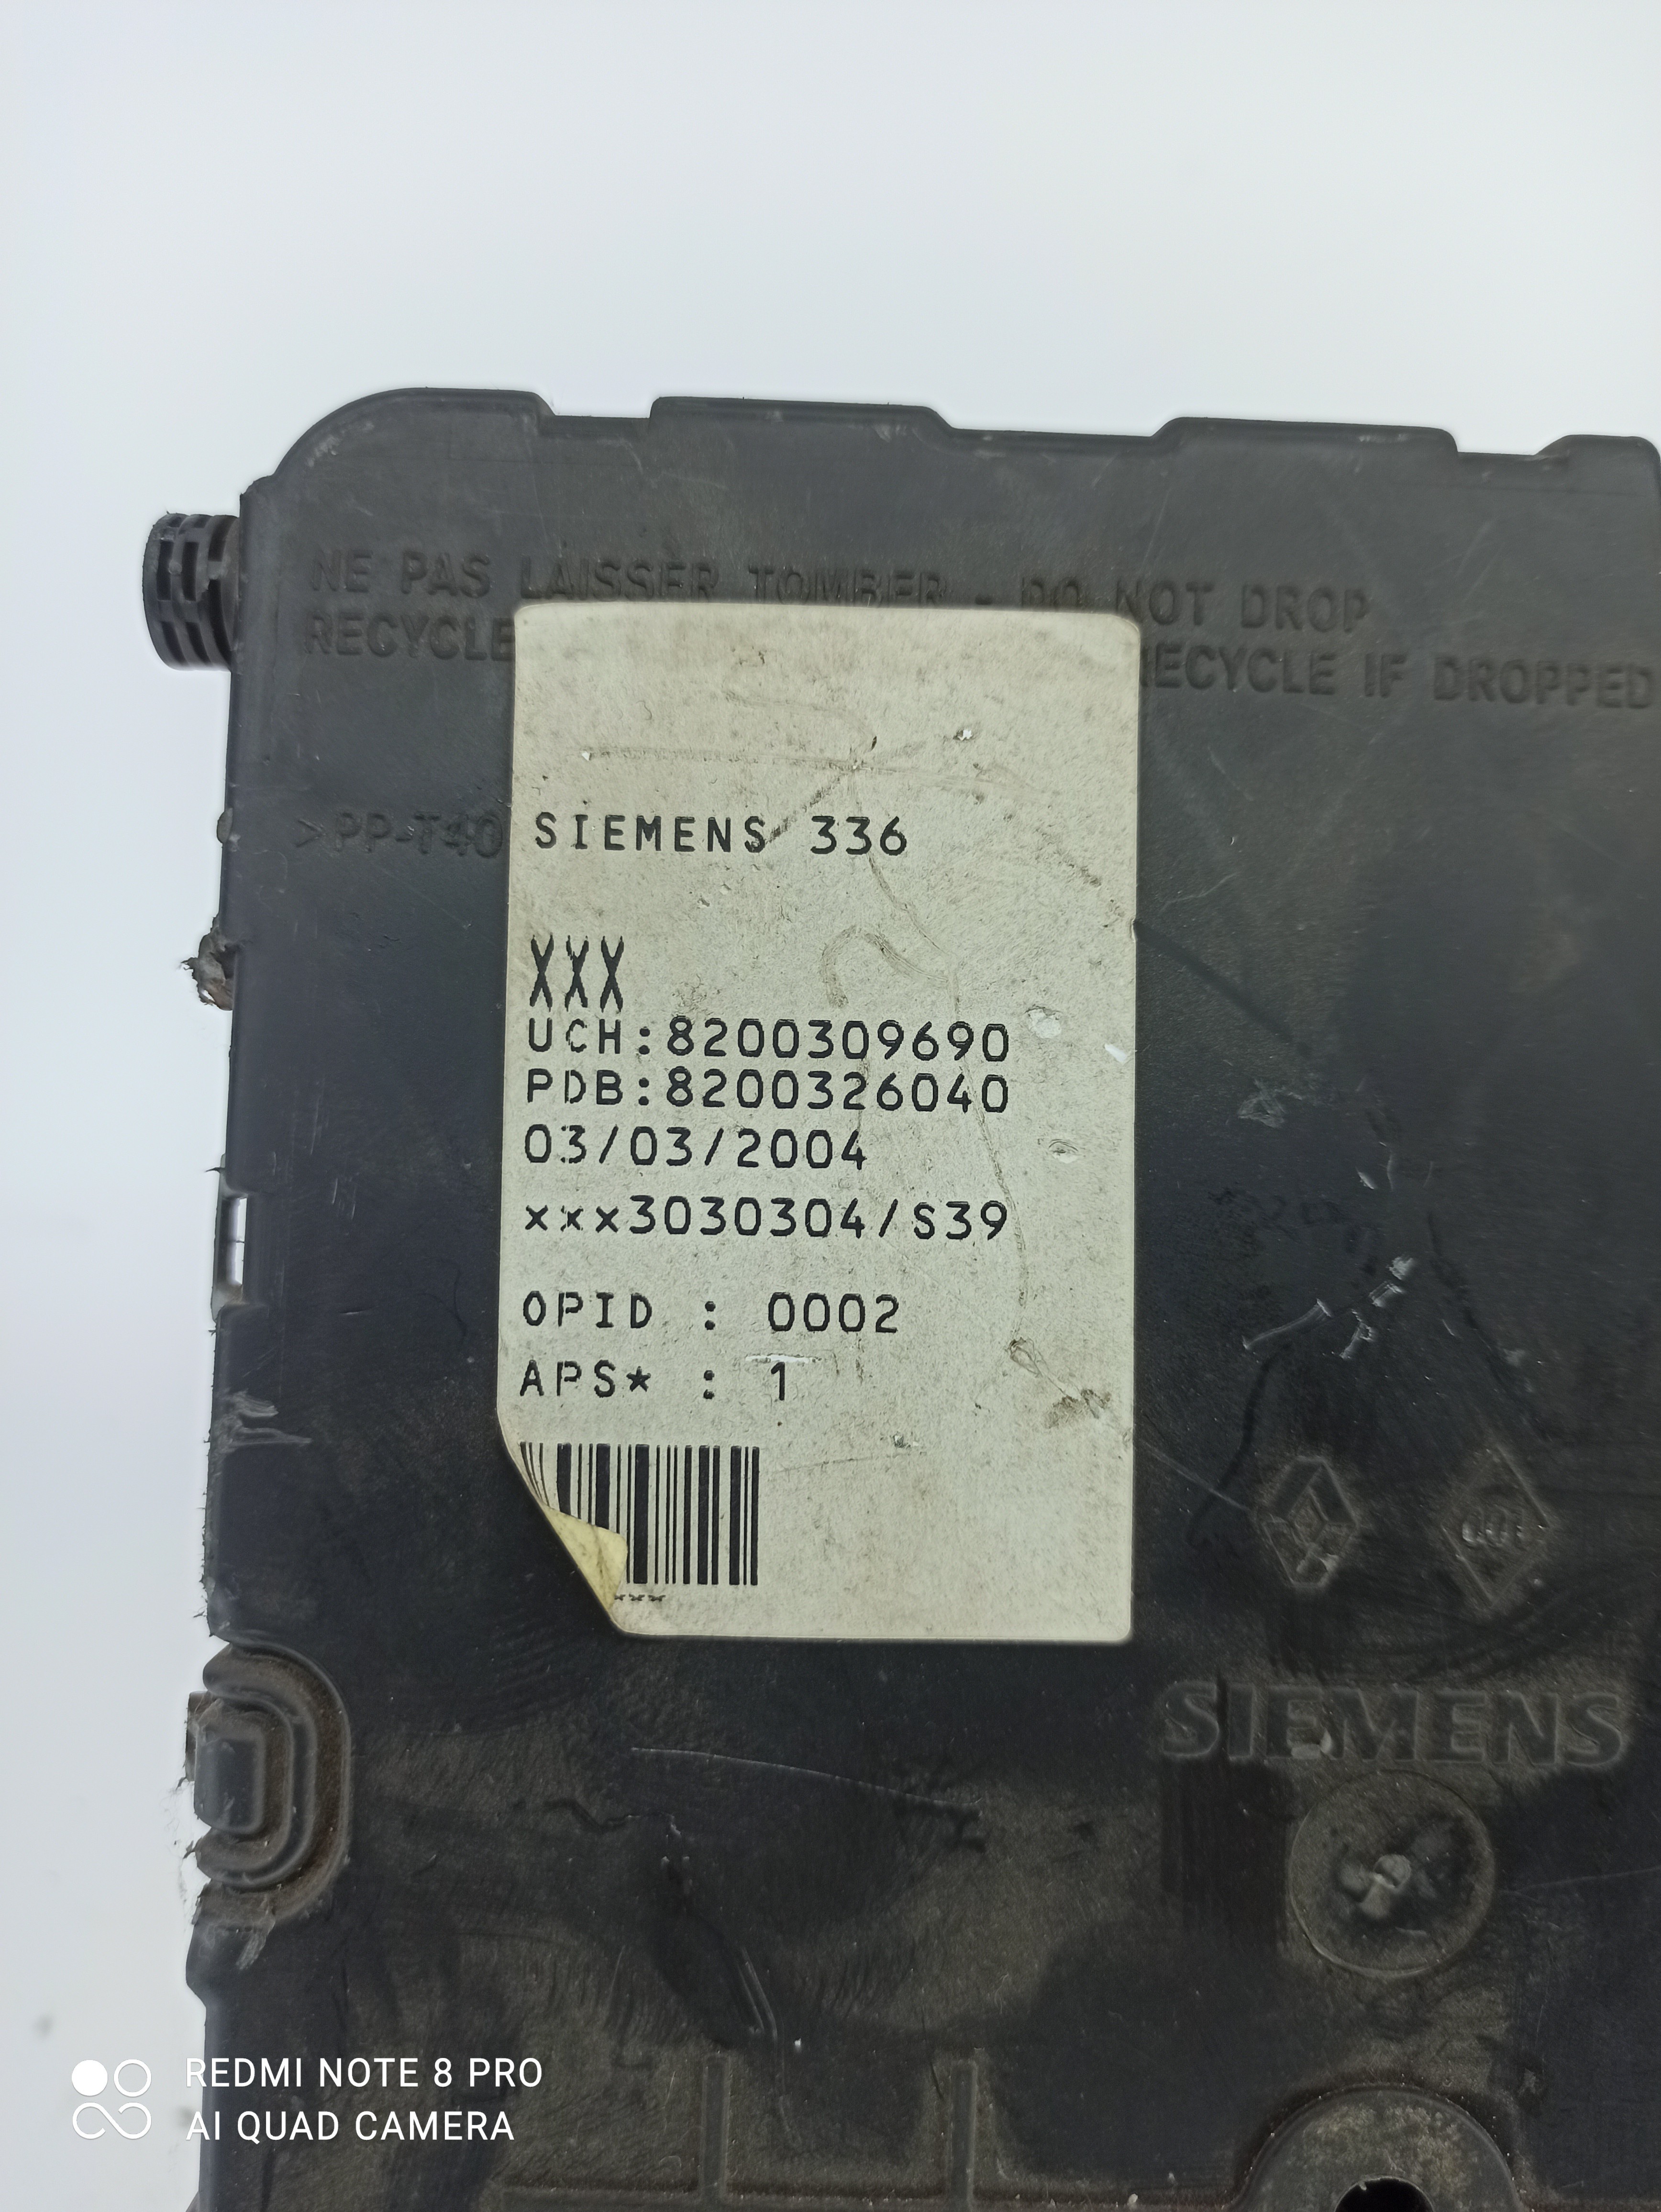 NE PAS LAISSER TOMBER - DO NOT DROP
RECYCLE RECYCLE IF DROPPED
>PP-T40
SIEMENS 336
XXX
UCH:8200309690
PDB:8200326040
03/03/2004
xxx3030304/S39
OPID : 0002
APS* : 1
SIEMENS
REDMI NOTE 8 PRO
AI QUAD CAMERA